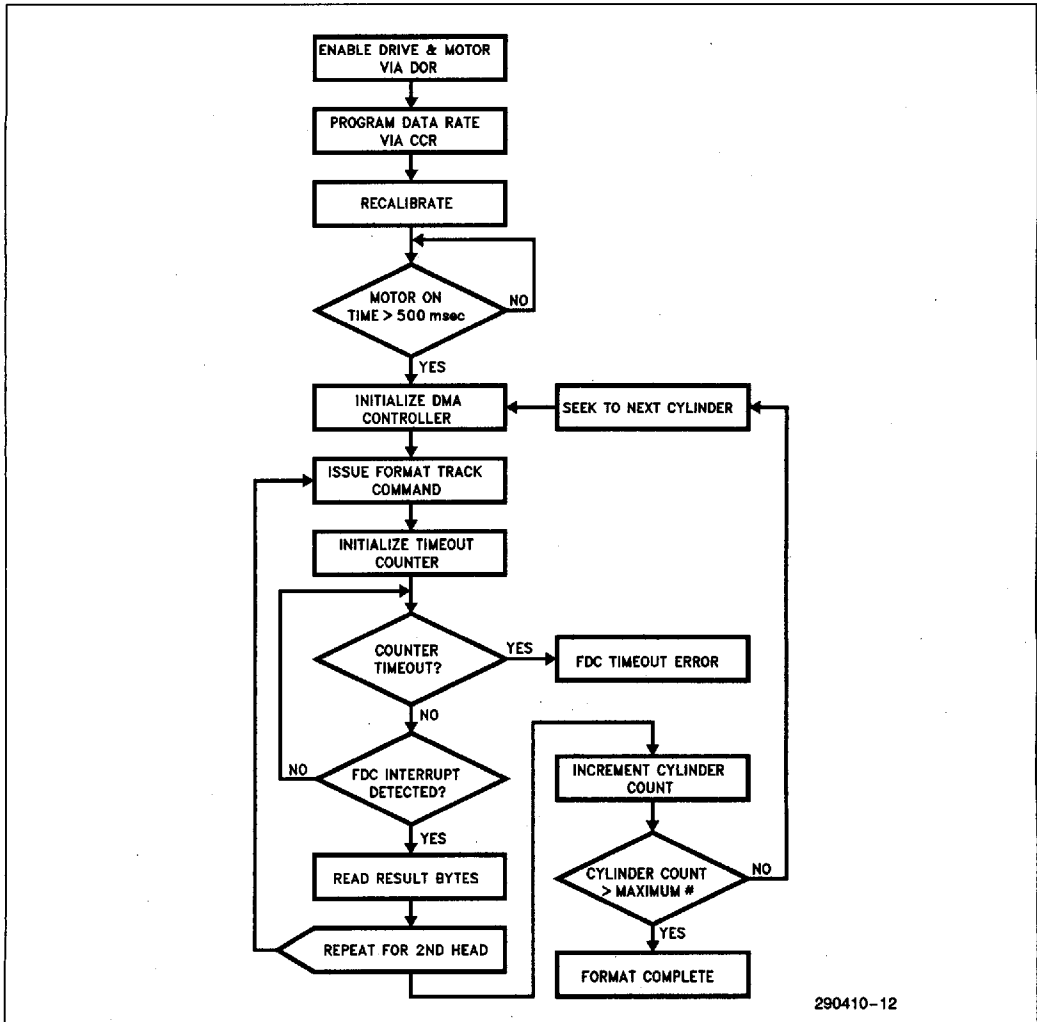 ENABLE DRIVE & MOTOR
VIA DOR
PROGRAM DATA RATE
VIA CCR
RECALIBRATE
MOTOR ON
TIME > 500 msec
NO
YES
INITIALIZE DMA
CONTROLLER
SEEK TO NEXT CYLINDER
ISSUE FORMAT TRACK
COMMAND
INITIALIZE TIMEOUT
COUNTER
COUNTER
TIMEOUT?
YES
FDC TIMEOUT ERROR
NO
FDC INTERRUPT
DETECTED?
NO
YES
READ RESULT BYTES
REPEAT FOR 2ND HEAD
INCREMENT CYLINDER
COUNT
CYLINDER COUNT
> MAXIMUM #
NO
YES
FORMAT COMPLETE
290410-12